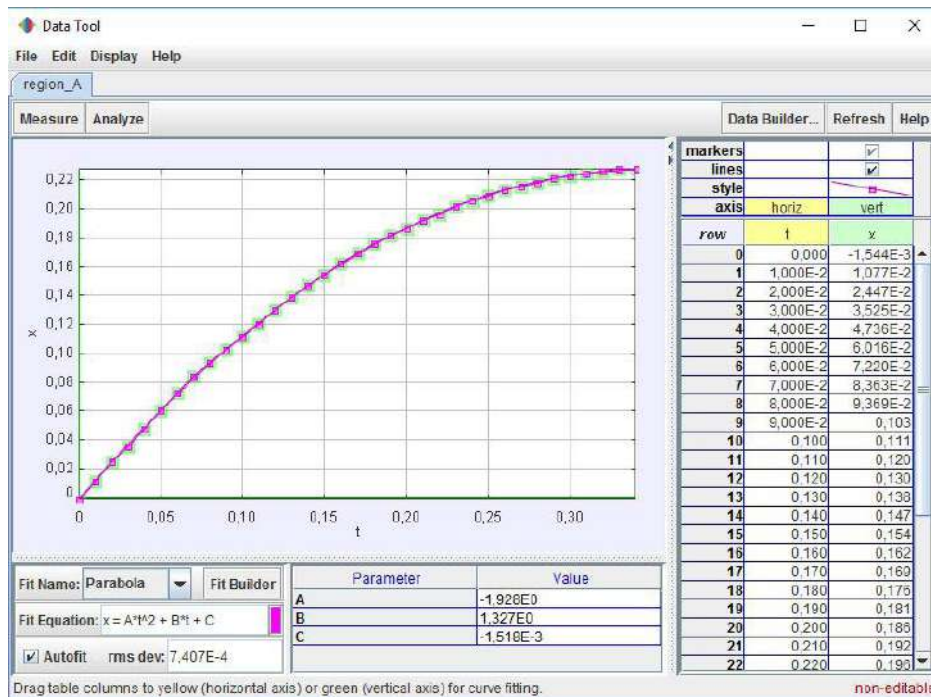 Data Tool
File Edit Display Help
region_A
Measure Analyze Data Builder... Refresh Help
markers
lines
style
axis horiz vert
row t x
0 0,000 -1,544E-3
1 1,000E-2 1,077E-2
2 2,000E-2 2,447E-2
3 3,000E-2 3,525E-2
4 4,000E-2 4,736E-2
5 5,000E-2 6,016E-2
6 6,000E-2 7,220E-2
7 7,000E-2 8,363E-2
8 8,000E-2 9,369E-2
9 9,000E-2 0,103
10 0,100 0,111
11 0,110 0,120
12 0,120 0,130
13 0,130 0,138
14 0,140 0,147
15 0,150 0,154
16 0,160 0,162
17 0,170 0,169
18 0,180 0,176
19 0,190 0,181
20 0,200 0,186
21 0,210 0,192
22 0,220 0,196
0,22
0,20
0,18
0,16
0,14
0,12
x
0,10
0,08
0,06
0,04
0,02
0
0 0,05 0,10 0,15 0,20 0,25 0,30
t
Fit Name: Parabola Fit Builder
Fit Equation: x = A*t^2 + B*t + C
Autofit rms dev: 7,407E-4
Parameter Value
A -1,928E0
B 1,327E0
C -1,518E-3
Drag table columns to yellow (horizontal axis) or green (vertical axis) for curve fitting. non-editable